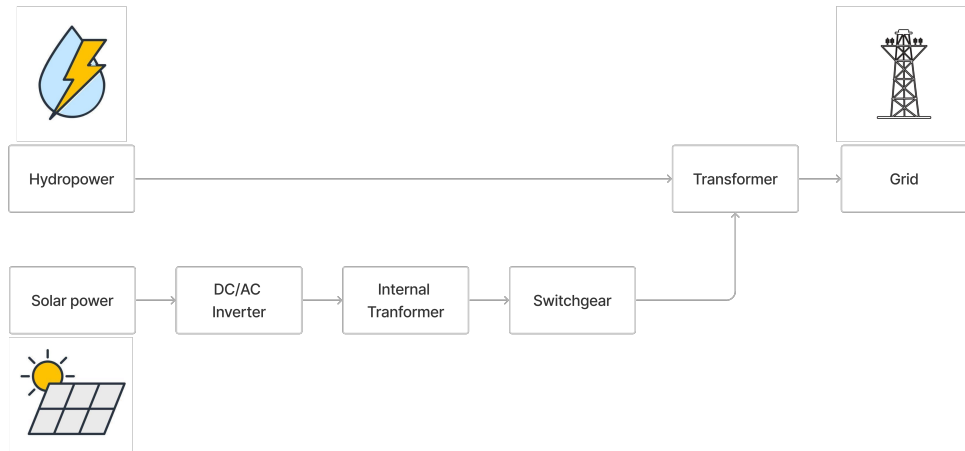 Hydropower
Transformer
Grid
Solar power
DC/AC
Inverter
Internal
Tranformer
Switchgear